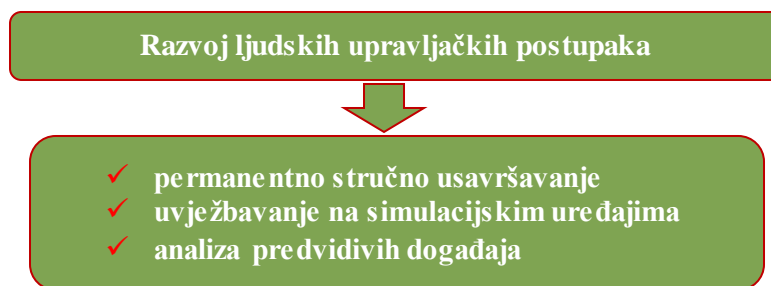 Razvoj ljudskih upravljačkih postupaka
✓ permanentno stručno usavršavanje
✓ uvježbavanje na simulacijskim uređajima
✓ analiza predvidivih događaja